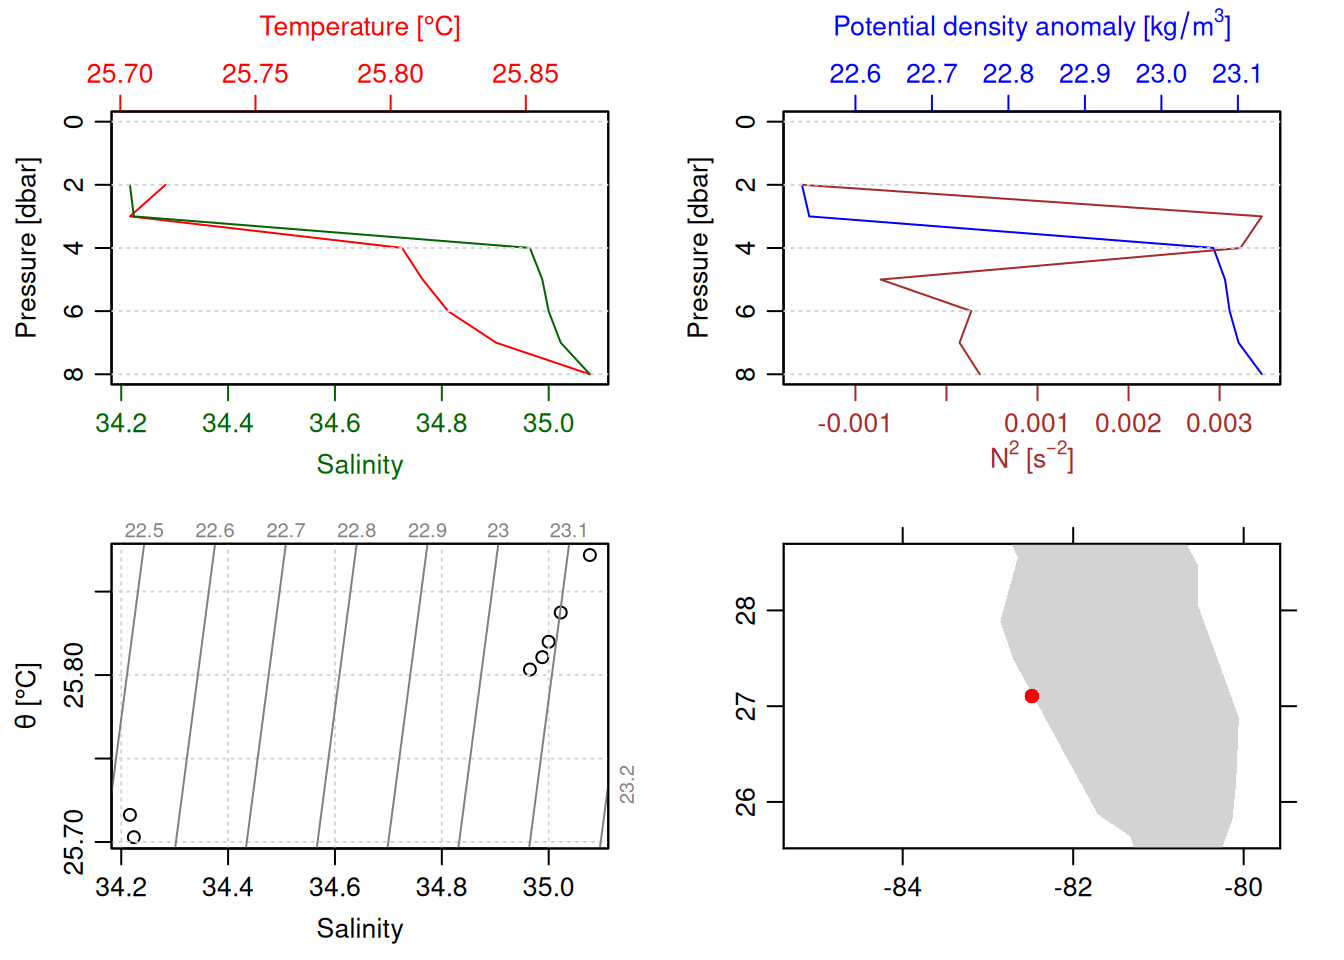 Temperature [°C]
25.70 25.75 25.80 25.85
0
2
4
6
8
Pressure [dbar]
34.2 34.4 34.6 34.8 35.0
Salinity
Potential density anomaly [kg/m³]
22.6 22.7 22.8 22.9 23.0 23.1
0
2
4
6
8
Pressure [dbar]
-0.001 0.001 0.002 0.003
N² [s⁻²]
22.5 22.6 22.7 22.8 22.9 23 23.1
23.2
25.80
25.70
θ [°C]
34.2 34.4 34.6 34.8 35.0
Salinity
28
27
26
-84 -82 -80